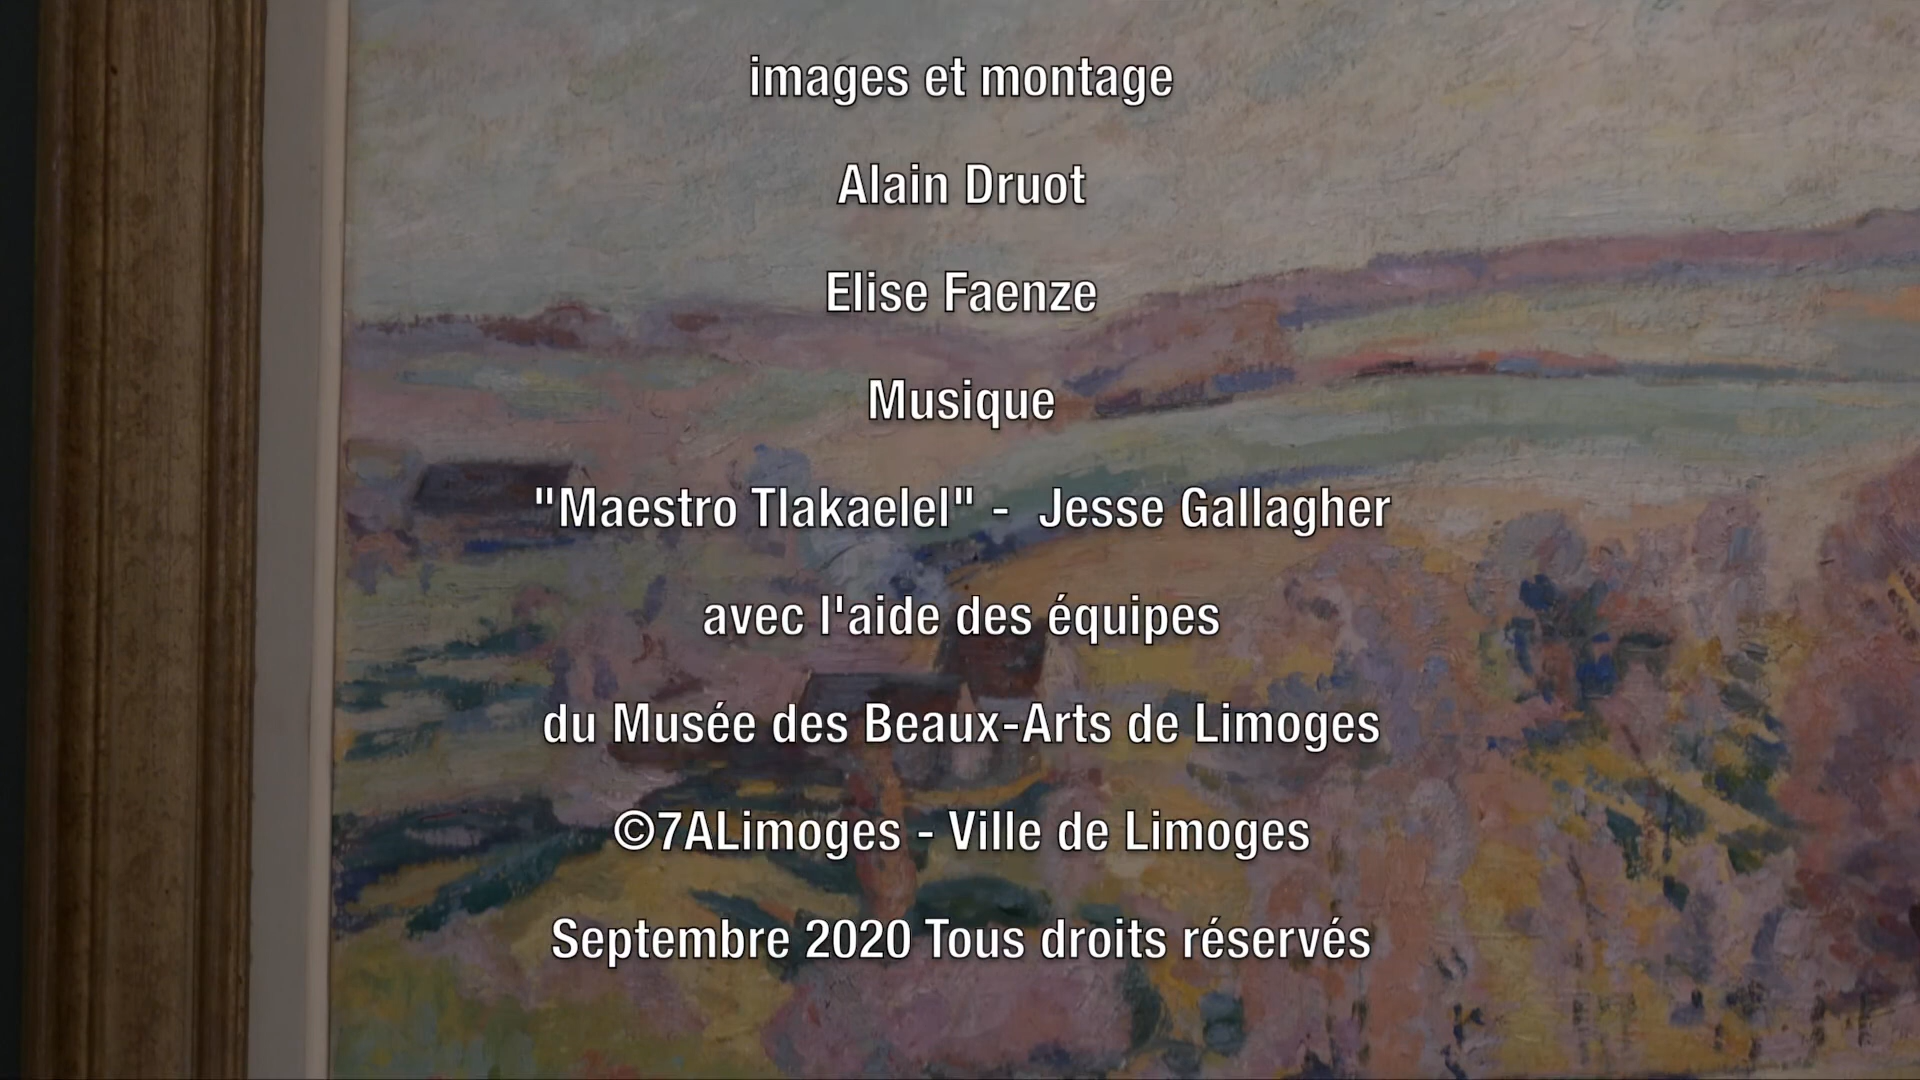 images et montage
Alain Druot
Elise Faenze
Musique
"Maestro Tlakaelel" -  Jesse Gallagher
avec l'aide des équipes
du Musée des Beaux-Arts de Limoges
©7ALimoges - Ville de Limoges
Septembre 2020 Tous droits réservés